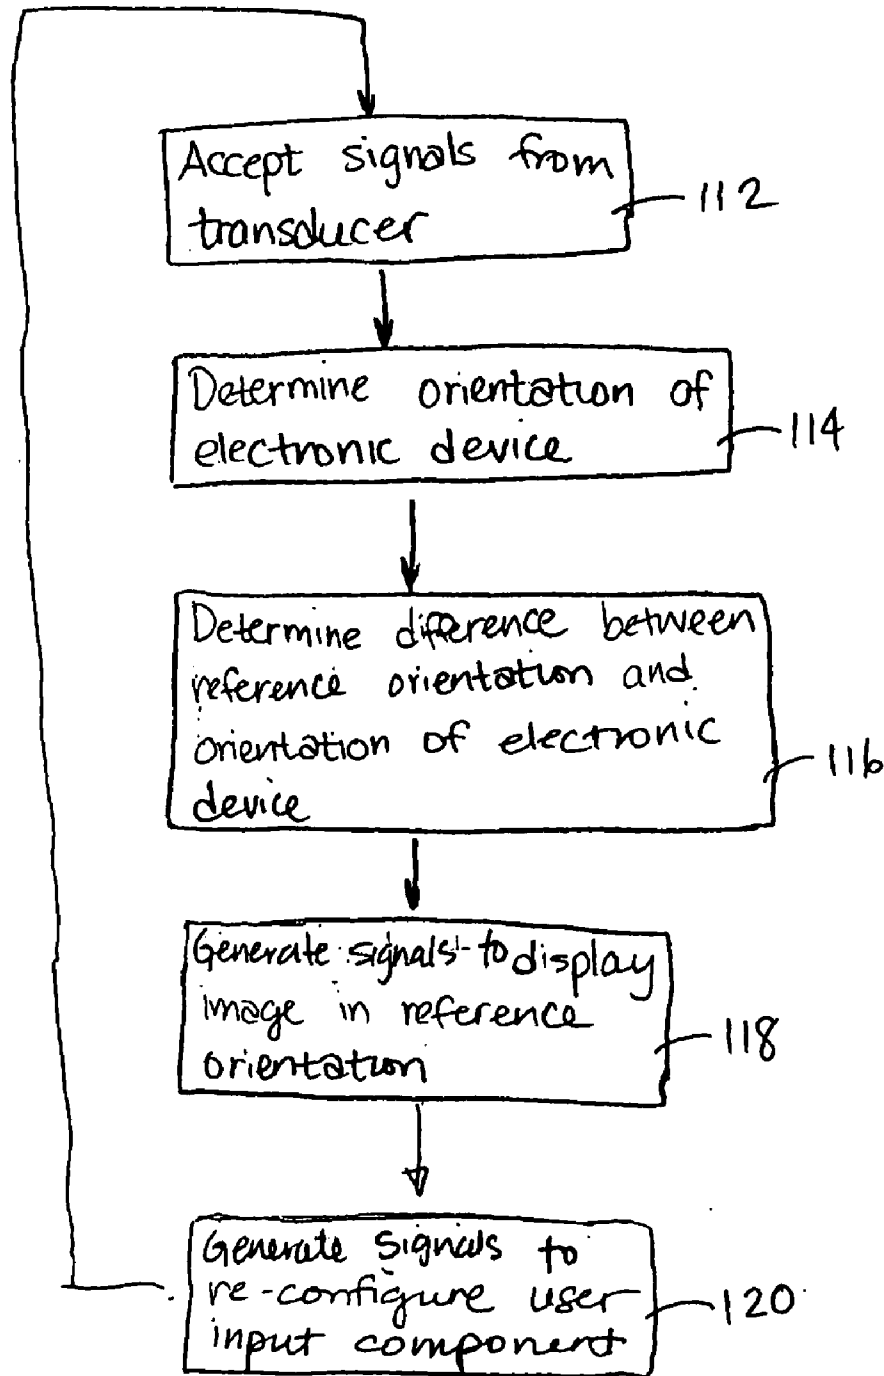 Accept signals from
transducer
112
Determine orientation of
electronic device
114
Determine diference between
reference orientation and
orientation of electronic
device
116
Generate signals to display
image in reference
orientation
118
Generate signals to
re-configure user
input component
120